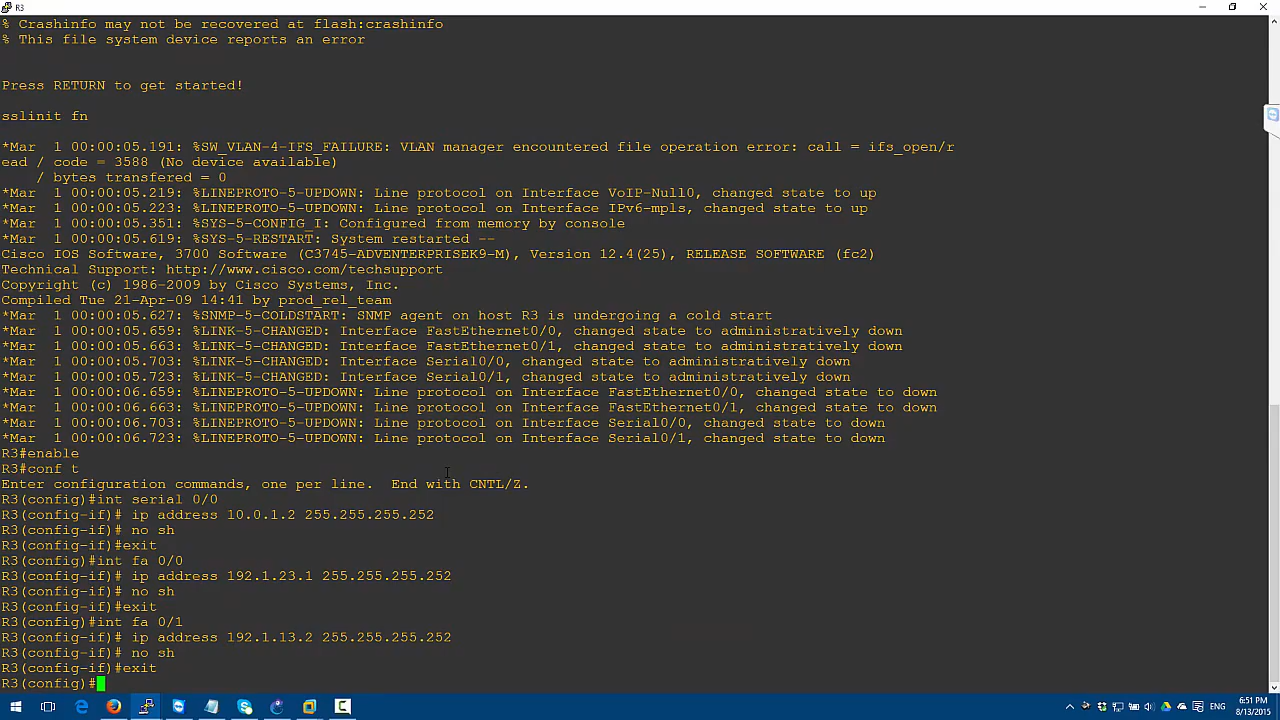 R3
% Crashinfo may not be recovered at flash:crashinfo
% This file system device reports an error
Press RETURN to get started!
sslinit fn
*Mar  1 00:00:05.191: %SW_VLAN-4-IFS_FAILURE: VLAN manager encountered file operation error: call = ifs_open/r
ead / code = 3588 (No device available)
    / bytes transfered = 0
*Mar  1 00:00:05.219: %LINEPROTO-5-UPDOWN: Line protocol on Interface VoIP-Null0, changed state to up
*Mar  1 00:00:05.223: %LINEPROTO-5-UPDOWN: Line protocol on Interface IPv6-mpls, changed state to up
*Mar  1 00:00:05.351: %SYS-5-CONFIG_I: Configured from memory by console
*Mar  1 00:00:05.619: %SYS-5-RESTART: System restarted --
Cisco IOS Software, 3700 Software (C3745-ADVENTERPRISEK9-M), Version 12.4(25), RELEASE SOFTWARE (fc2)
Technical Support: http://www.cisco.com/techsupport
Copyright (c) 1986-2009 by Cisco Systems, Inc.
Compiled Tue 21-Apr-09 14:41 by prod_rel_team
*Mar  1 00:00:05.627: %SNMP-5-COLDSTART: SNMP agent on host R3 is undergoing a cold start
*Mar  1 00:00:05.659: %LINK-5-CHANGED: Interface FastEthernet0/0, changed state to administratively down
*Mar  1 00:00:05.663: %LINK-5-CHANGED: Interface FastEthernet0/1, changed state to administratively down
*Mar  1 00:00:05.703: %LINK-5-CHANGED: Interface Serial0/0, changed state to administratively down
*Mar  1 00:00:05.723: %LINK-5-CHANGED: Interface Serial0/1, changed state to administratively down
*Mar  1 00:00:06.659: %LINEPROTO-5-UPDOWN: Line protocol on Interface FastEthernet0/0, changed state to down
*Mar  1 00:00:06.663: %LINEPROTO-5-UPDOWN: Line protocol on Interface FastEthernet0/1, changed state to down
*Mar  1 00:00:06.703: %LINEPROTO-5-UPDOWN: Line protocol on Interface Serial0/0, changed state to down
*Mar  1 00:00:06.723: %LINEPROTO-5-UPDOWN: Line protocol on Interface Serial0/1, changed state to down
R3#enable
R3#conf t
Enter configuration commands, one per line.  End with CNTL/Z.
R3(config)#int serial 0/0
R3(config-if)# ip address 10.0.1.2 255.255.255.252
R3(config-if)# no sh
R3(config-if)#exit
R3(config)#int fa 0/0
R3(config-if)# ip address 192.1.23.1 255.255.255.252
R3(config-if)# no sh
R3(config-if)#exit
R3(config)#int fa 0/1
R3(config-if)# ip address 192.1.13.2 255.255.255.252
R3(config-if)# no sh
R3(config-if)#exit
R3(config)#
ENG
6:51 PM
8/13/2015